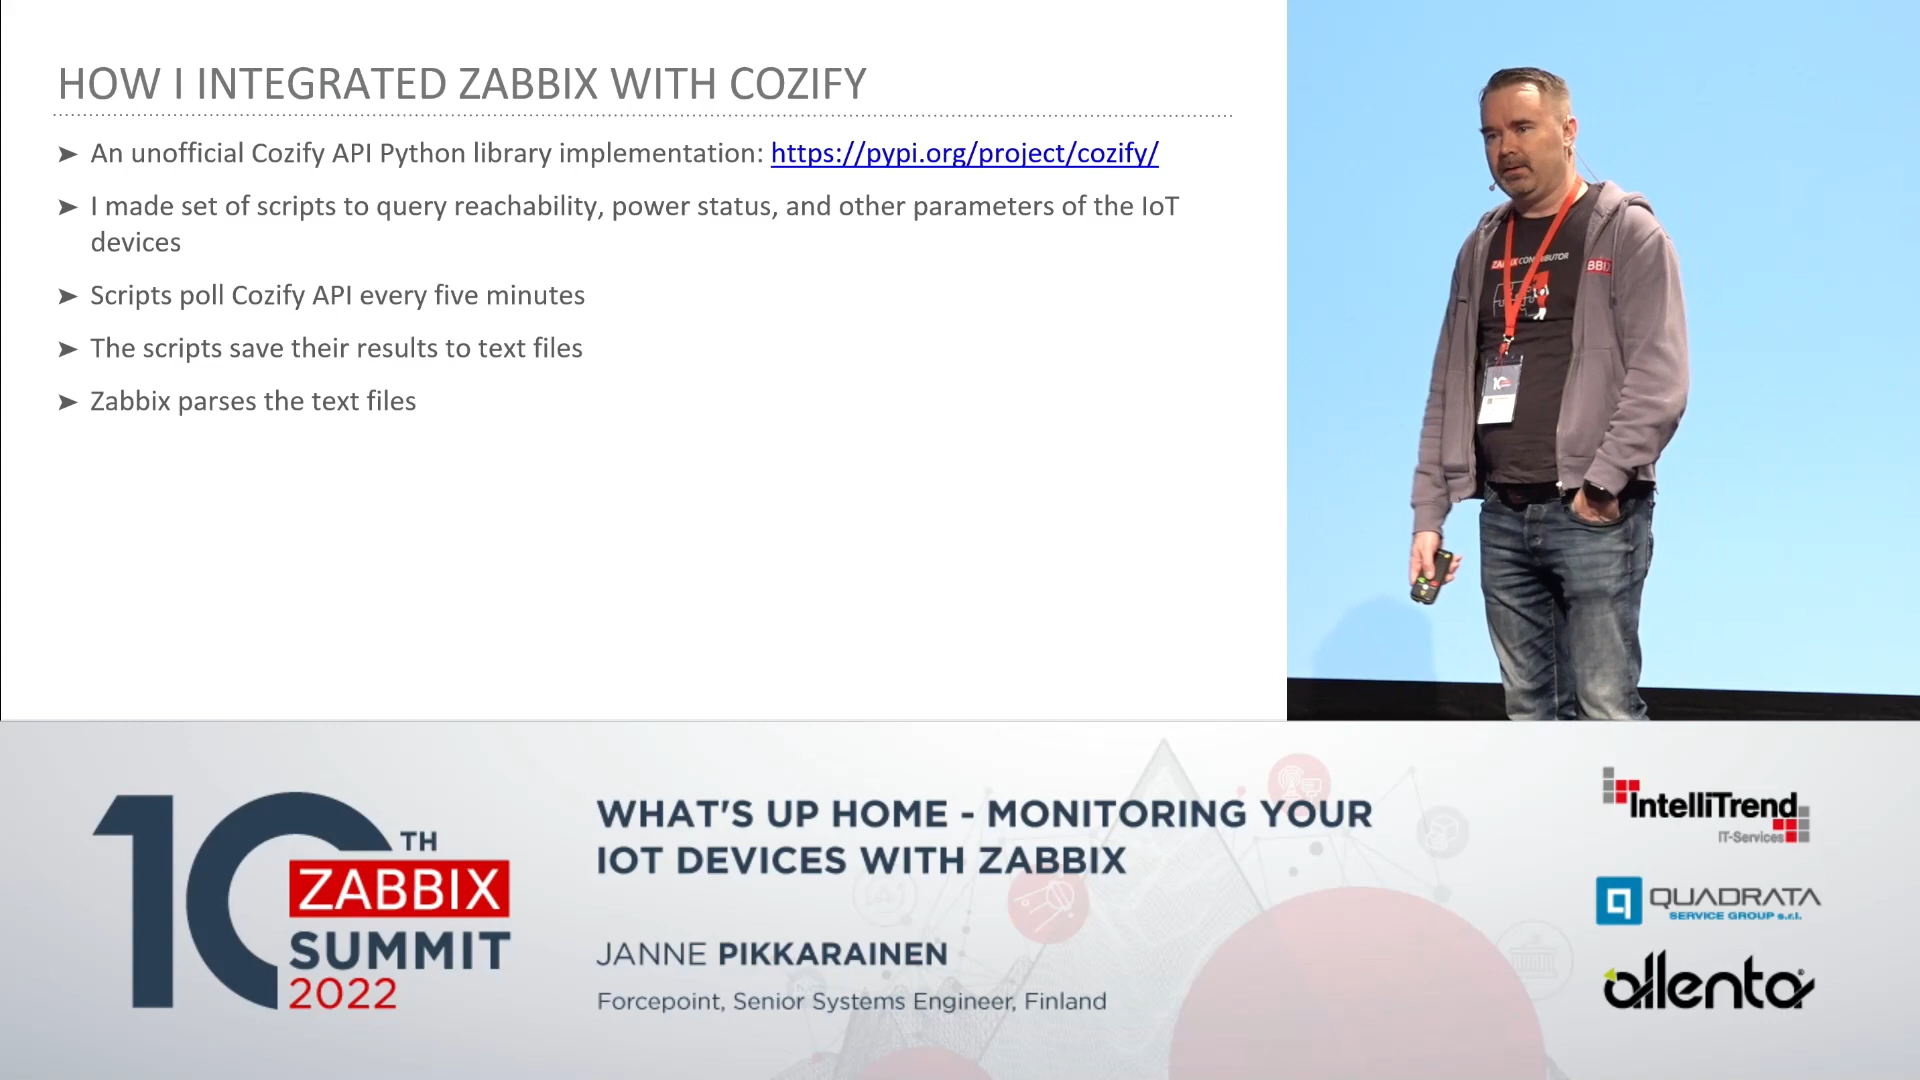 HOW I INTEGRATED ZABBIX WITH COZIFY
➤ An unofficial Cozify API Python library implementation: https://pypi.org/project/cozify/
➤ I made set of scripts to query reachability, power status, and other parameters of the IoT
devices
➤ Scripts poll Cozify API every five minutes
➤ The scripts save their results to text files
➤ Zabbix parses the text files
ZABBIX CONTRIBUTOR
10TH
ZABBIX
SUMMIT
2022
WHAT'S UP HOME - MONITORING YOUR
IOT DEVICES WITH ZABBIX
JANNE PIKKARAINEN
Forcepoint, Senior Systems Engineer, Finland
IntelliTrend
IT-Services
QUADRATA
SERVICE GROUP s.r.l.
allenta